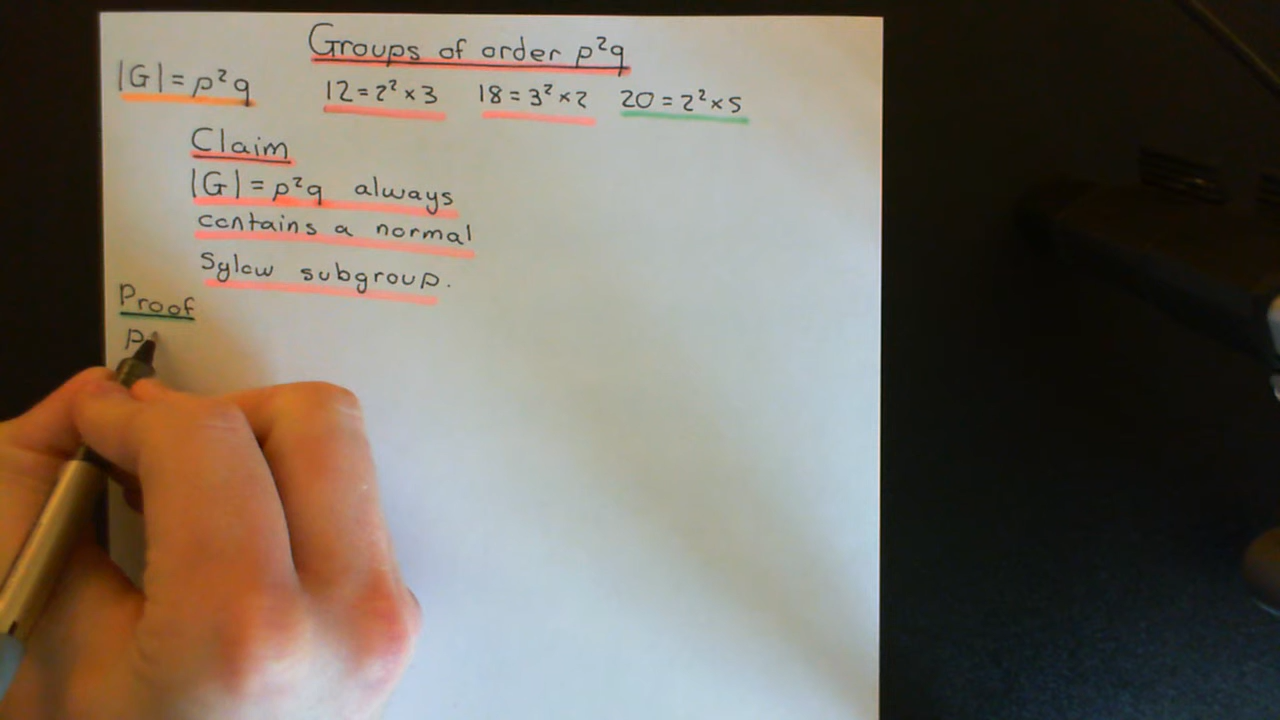 Groups of order p²q
|G| = p²q 12 = 2² × 3 18 = 3² × 2 20 = 2² × 5
Claim
|G| = p²q always
contains a normal
Sylow subgroup.
Proof
p